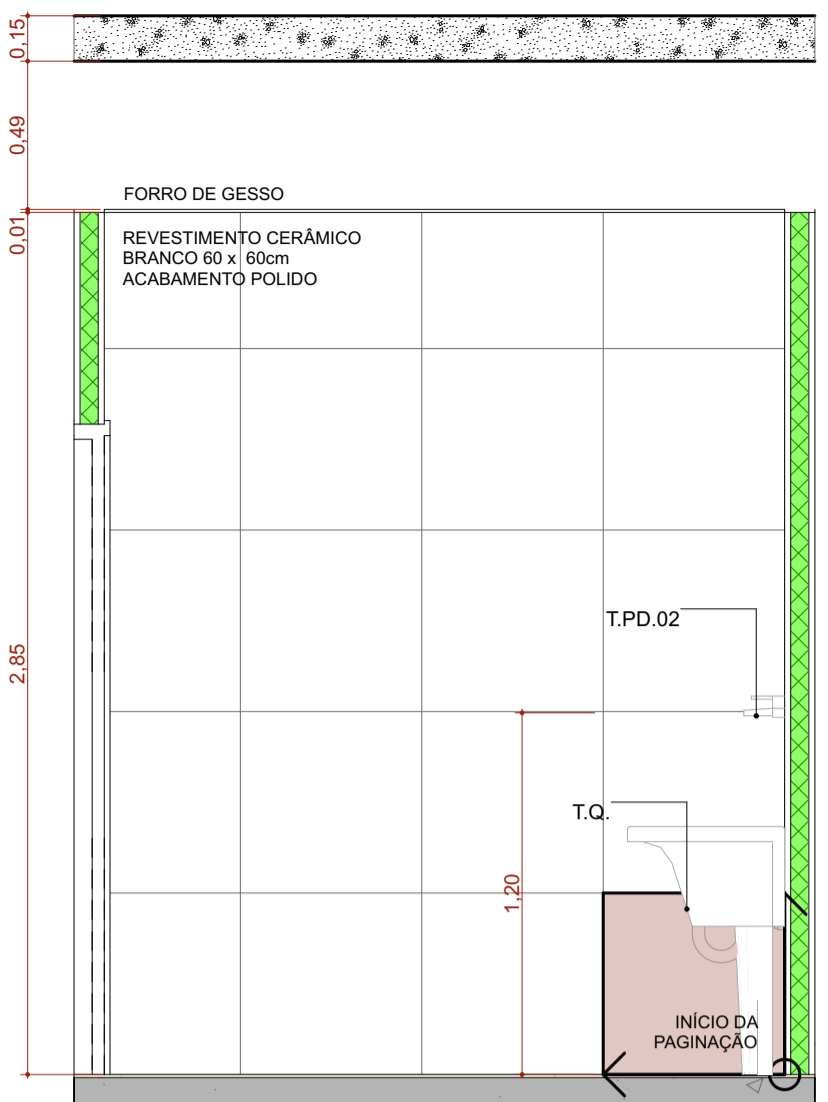 0,15
0,49
FORRO DE GESSO
0,01
REVESTIMENTO CERÂMICO
BRANCO 60 x 60cm
ACABAMENTO POLIDO
T.PD.02
2,85
T.Q.
1,20
INÍCIO DA
PAGINAÇÃO